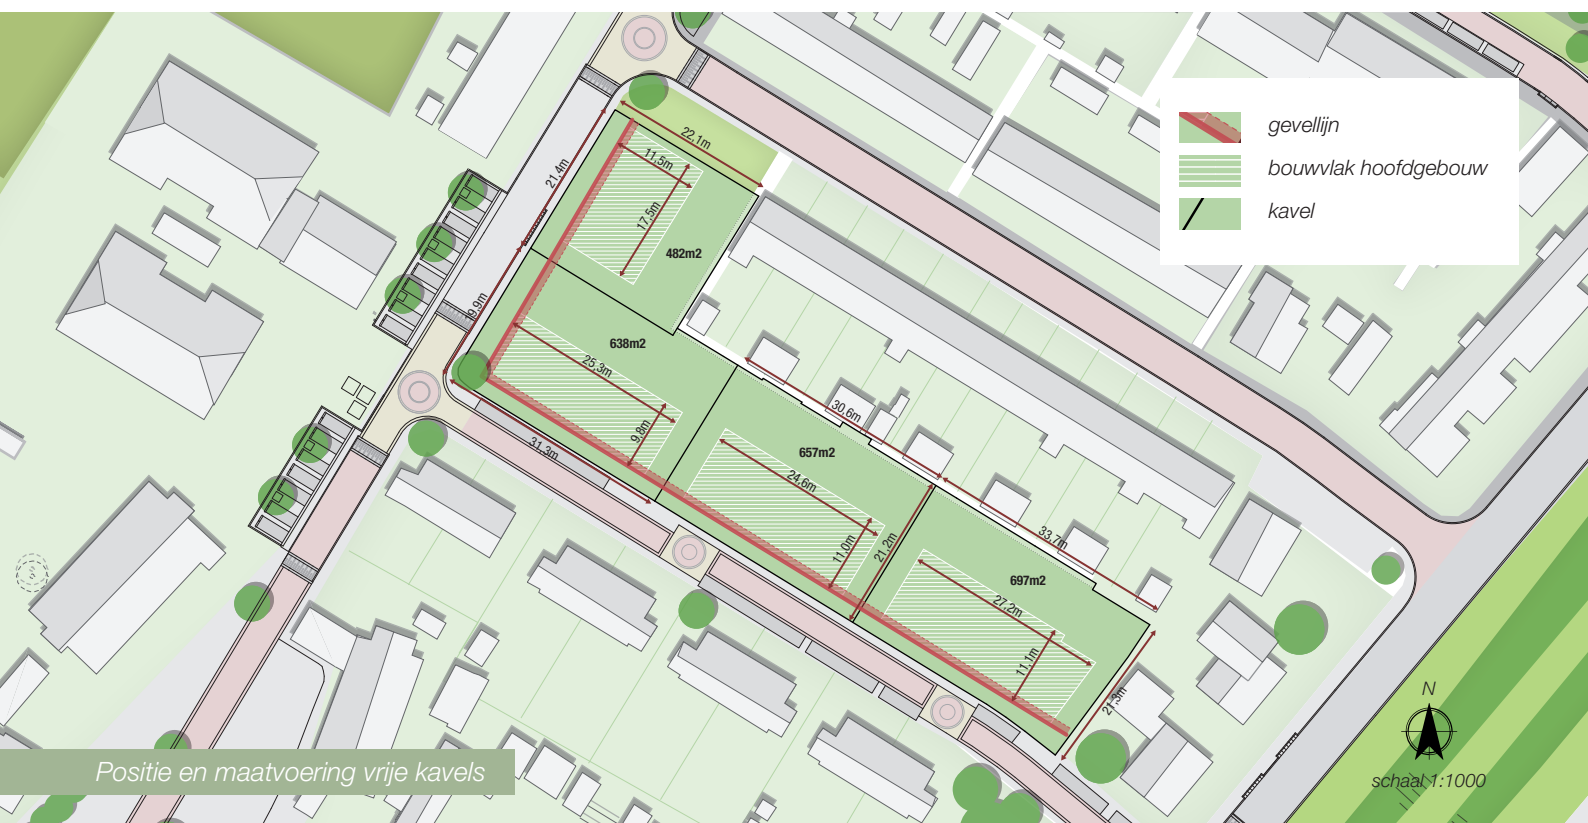 gevellijn
bouwvlak hoofdgebouw
kavel
22,1m
11,5m
21,4m
17,5m
482m2
19,9m
638m2
25,3m
9,8m
31,3m
30,6m
657m2
24,6m
11,0m
21,2m
33,7m
697m2
27,2m
11,1m
21,3m
N
schaal 1:1000
Positie en maatvoering vrije kavels